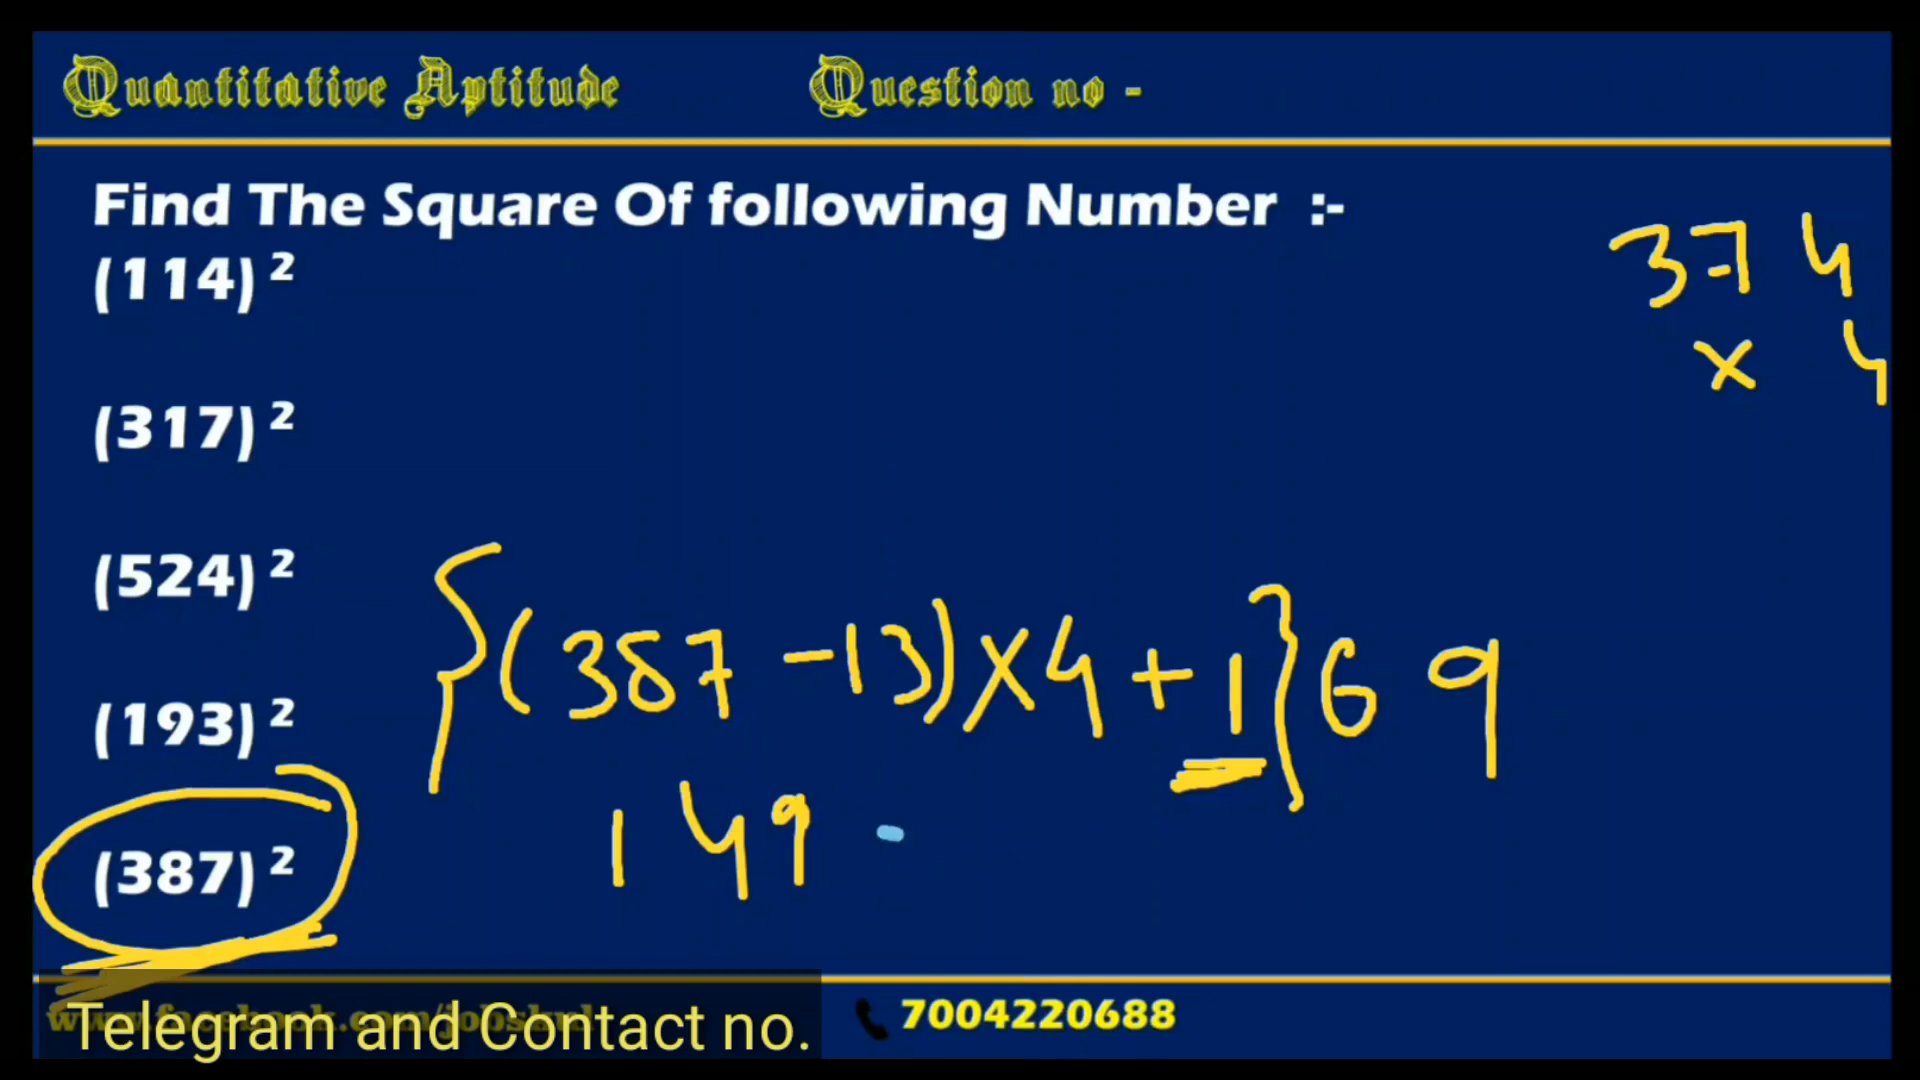 Quantitative Aptitude Question no -
Find The Square Of following Number :-
(114)²
374
× 4
(317)²
(524)²
{(387 -13)×4 +1}69
(193)²
149
(387)²
Telegram and Contact no.
7004220688